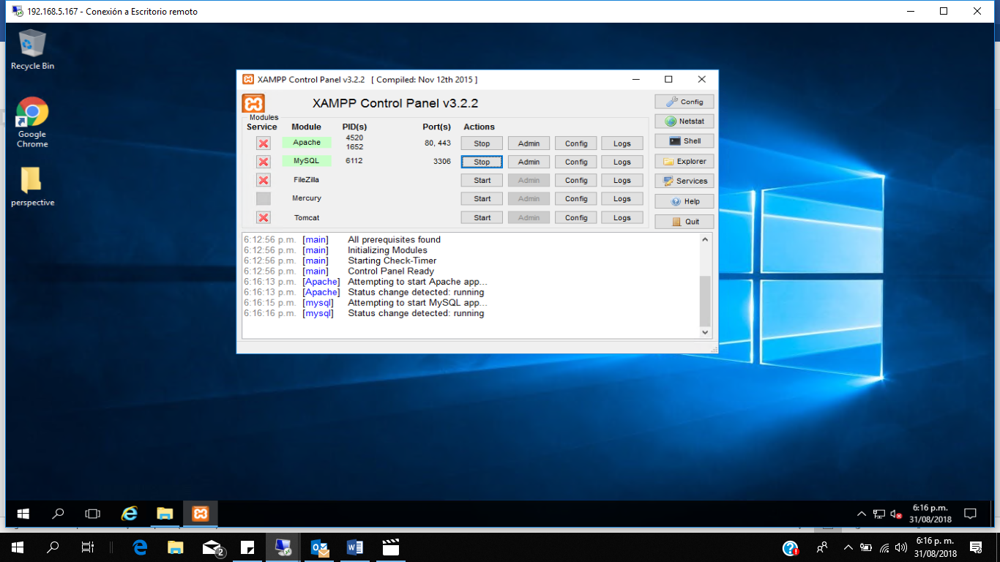 192.168.5.167 - Conexión a Escritorio remoto
Recycle Bin
Google
Chrome
perspective
XAMPP Control Panel v3.2.2 [ Compiled: Nov 12th 2015 ]
XAMPP Control Panel v3.2.2
Config
Netstat
Shell
Explorer
Services
Help
Quit
Modules
Service Module PID(s) Port(s) Actions
Apache 4520 1652 80, 443 Stop Admin Config Logs
MySQL 6112 3306 Stop Admin Config Logs
FileZilla Start Admin Config Logs
Mercury Start Admin Config Logs
Tomcat Start Admin Config Logs
6:12:56 p.m. [main] All prerequisites found
6:12:56 p.m. [main] Initializing Modules
6:12:56 p.m. [main] Starting Check-Timer
6:12:56 p.m. [main] Control Panel Ready
6:16:13 p.m. [Apache] Attempting to start Apache app...
6:16:13 p.m. [Apache] Status change detected: running
6:16:15 p.m. [mysql] Attempting to start MySQL app...
6:16:16 p.m. [mysql] Status change detected: running
6:16 p.m.
31/08/2018
2
6:16 p. m.
31/08/2018